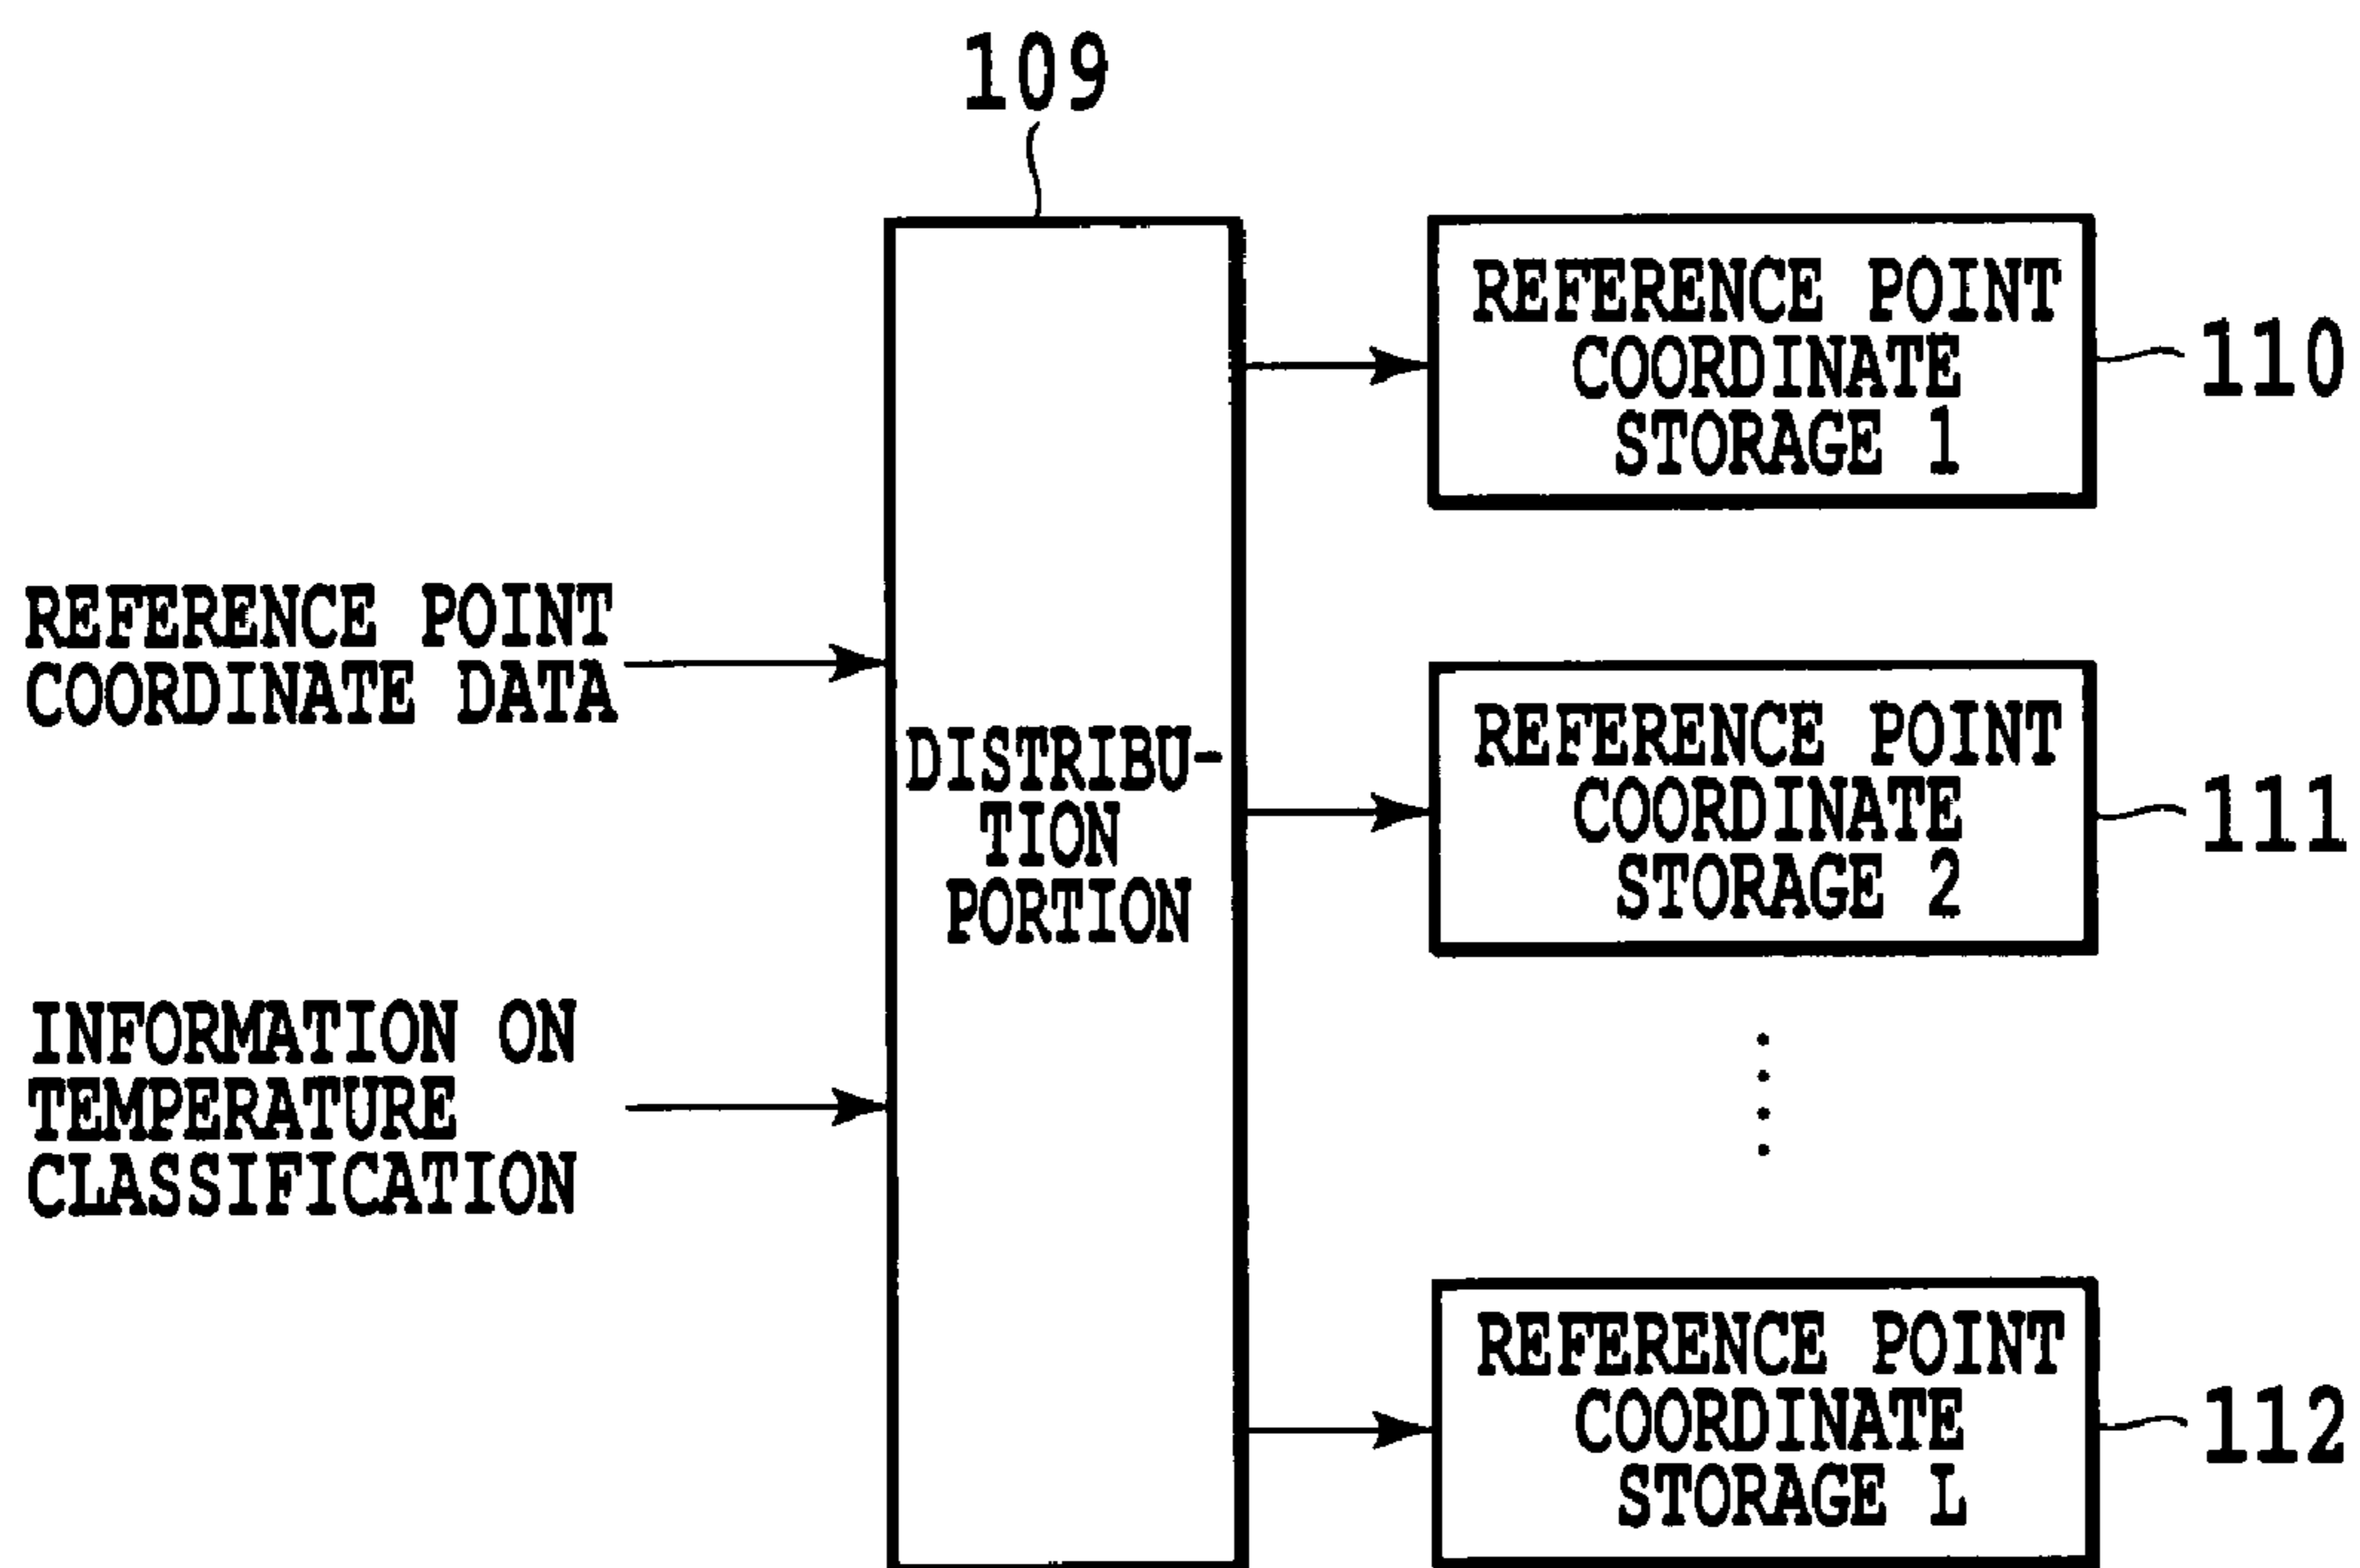 109
REFERENCE POINT
COORDINATE
STORAGE 1
110
REFERENCE POINT
COORDINATE DATA
DISTRIBU-
TION
PORTION
REFERENCE POINT
COORDINATE
STORAGE 2
111
INFORMATION ON
TEMPERATURE
CLASSIFICATION
REFERENCE POINT
COORDINATE
STORAGE L
112